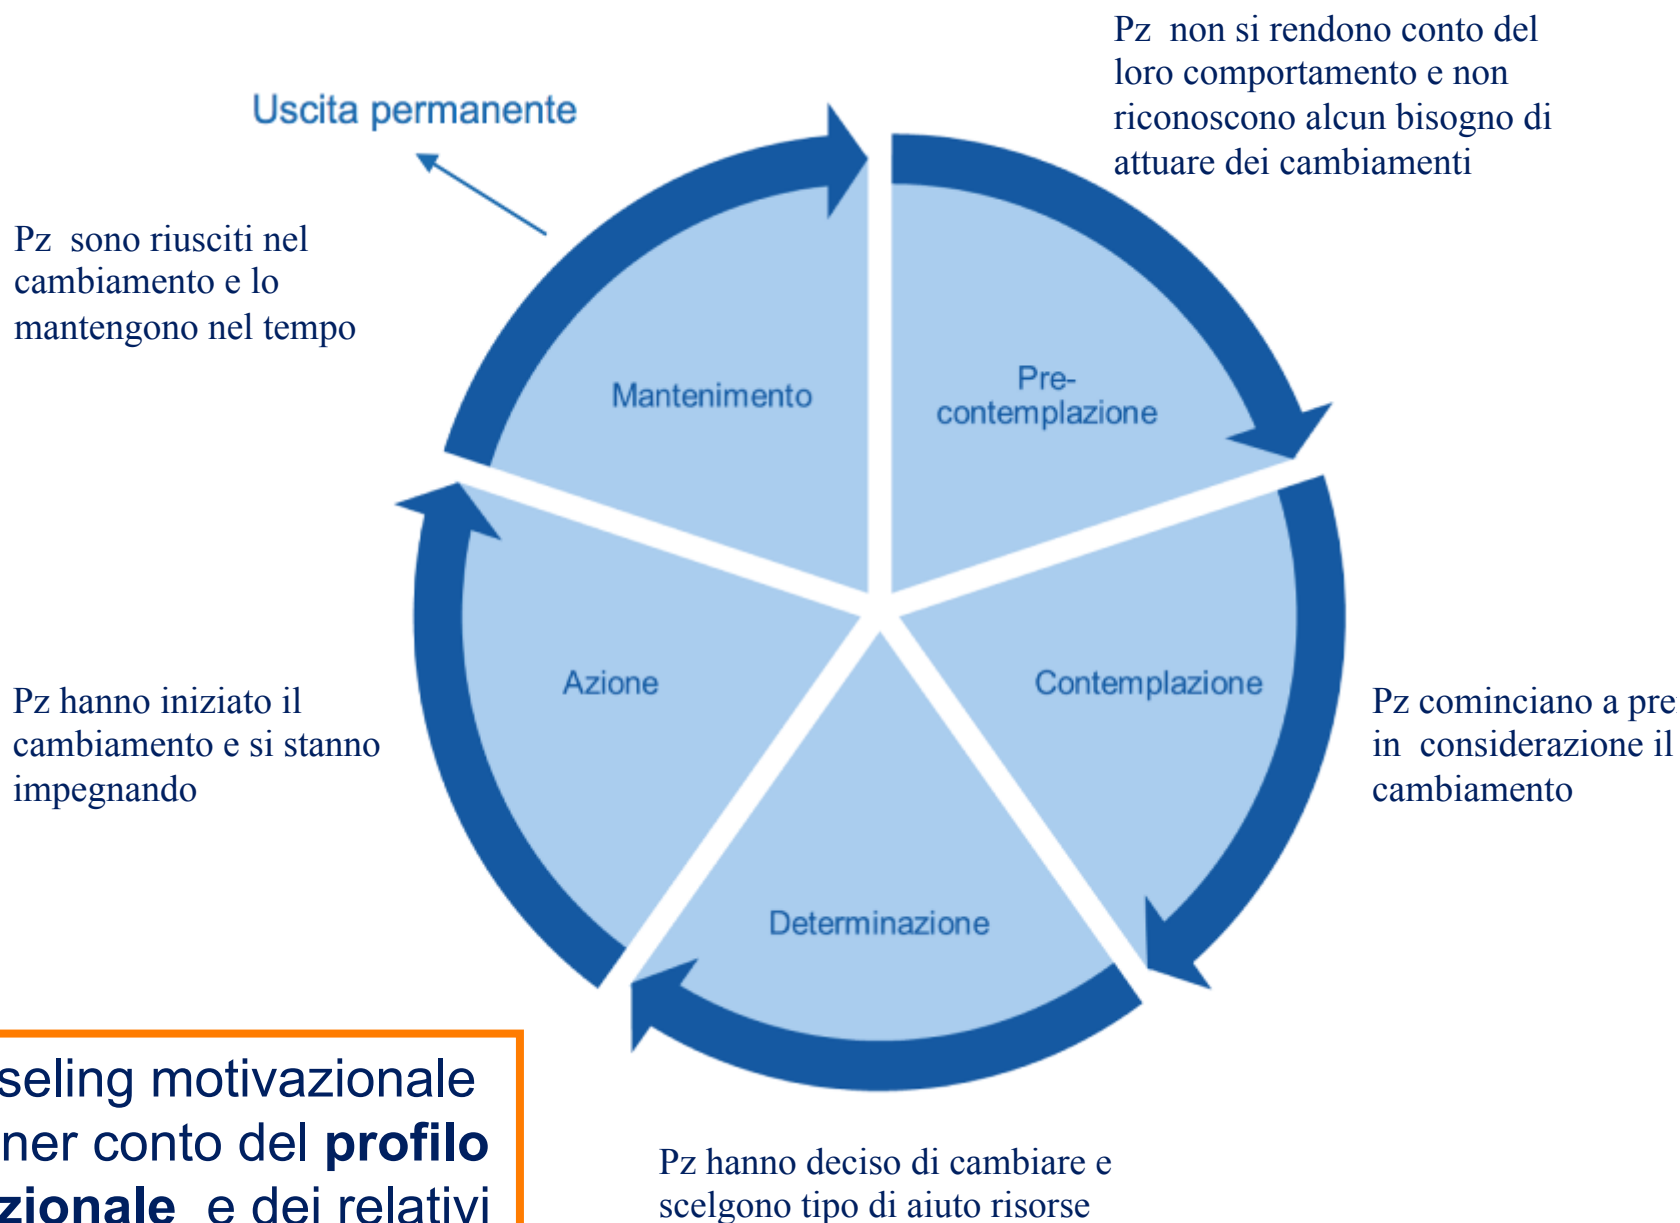 Pz non si rendono conto del
loro comportamento e non
riconoscono alcun bisogno di
attuare dei cambiamenti
Uscita permanente
Pz sono riusciti nel
cambiamento e lo
mantengono nel tempo
Mantenimento
Pre-
contemplazione
Azione
Contemplazione
Pz hanno iniziato il
cambiamento e si stanno
impegnando
Pz cominciano a pre
in considerazione il
cambiamento
Determinazione
seling motivazionale
ner conto del profilo
zionale e dei relativi
Pz hanno deciso di cambiare e
scelgono tipo di aiuto risorse